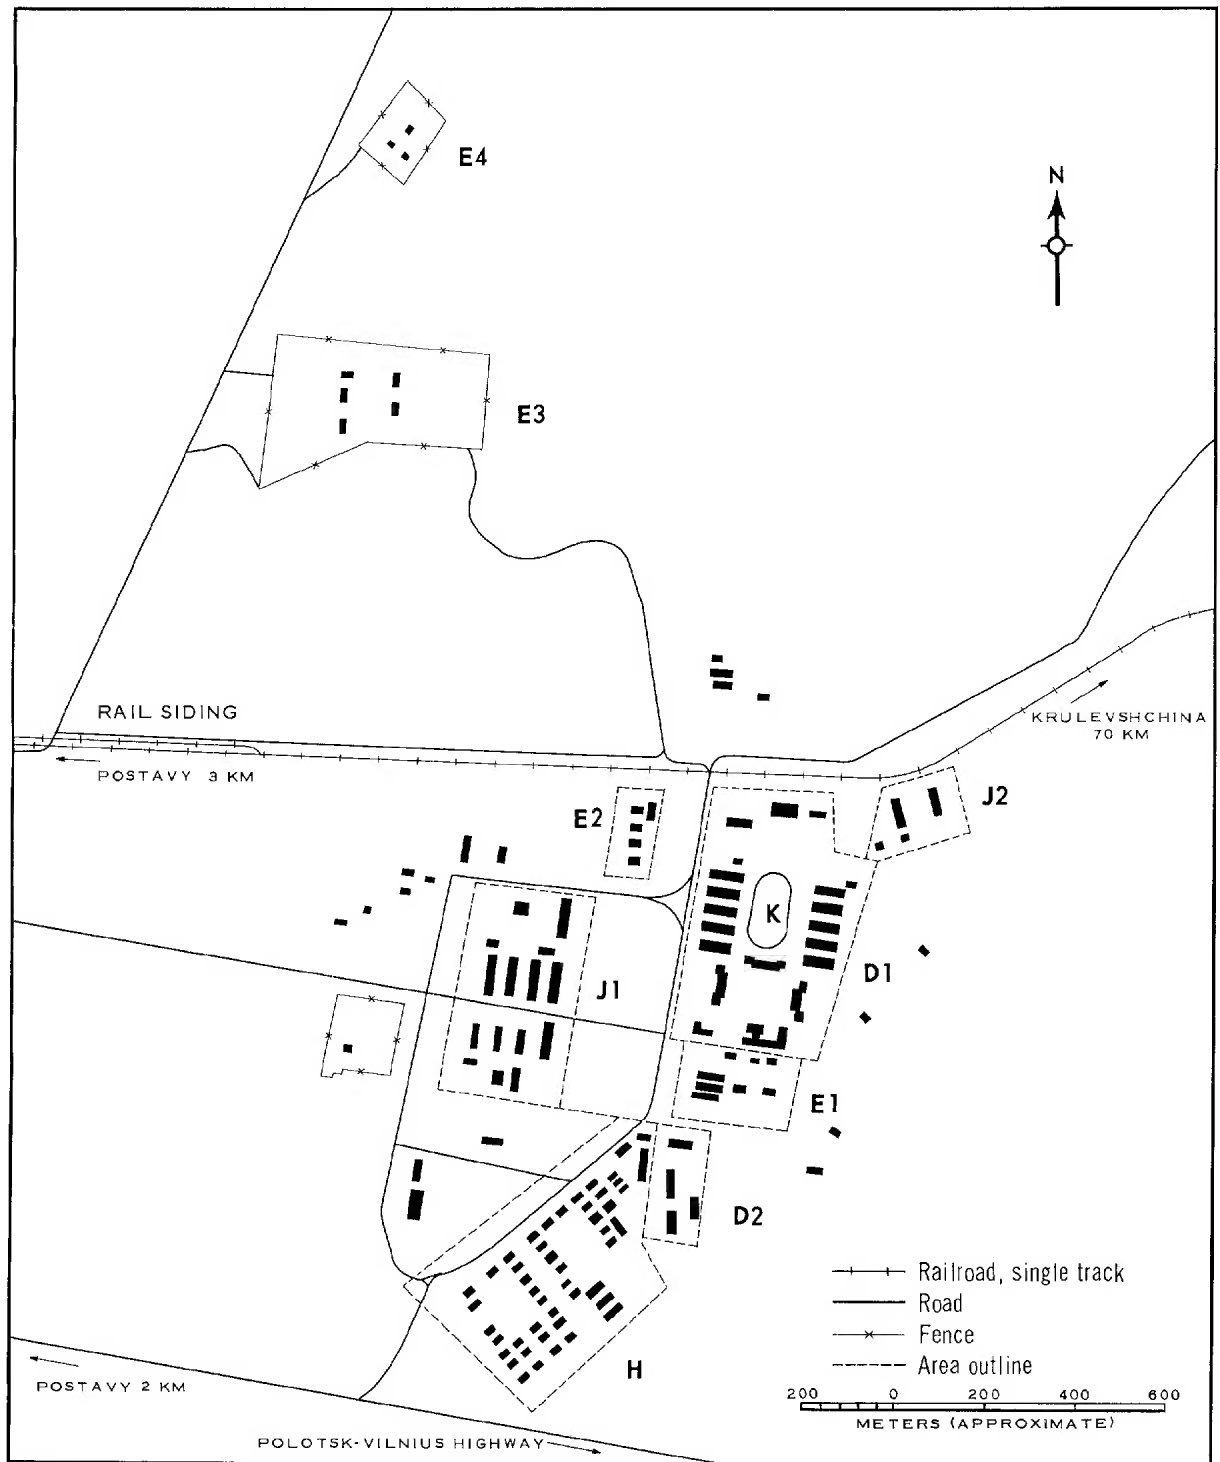 E4
N
E3
RAIL SIDING
KRULEVSHCHINA
70 KM
POSTAVY 3 KM
J2
E2
K
D1
J1
E1
D2
Railroad, single track
Road
Fence
H
Area outline
POSTAVY 2 KM
200 0 200 400 600
METERS (APPROXIMATE)
POLOTSK-VILNIUS HIGHWAY